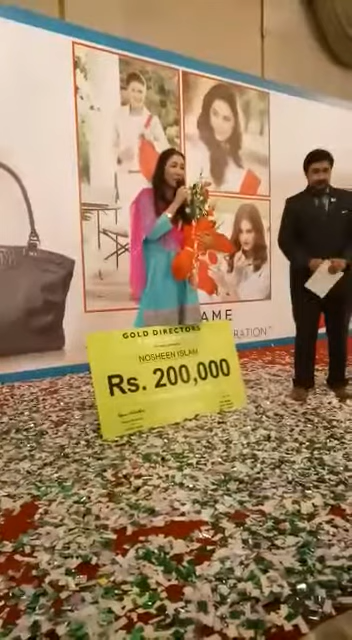 AME
GOLD DIRECTORS
RATION"
NOSHEEN ISLAM
Rs. 200,000